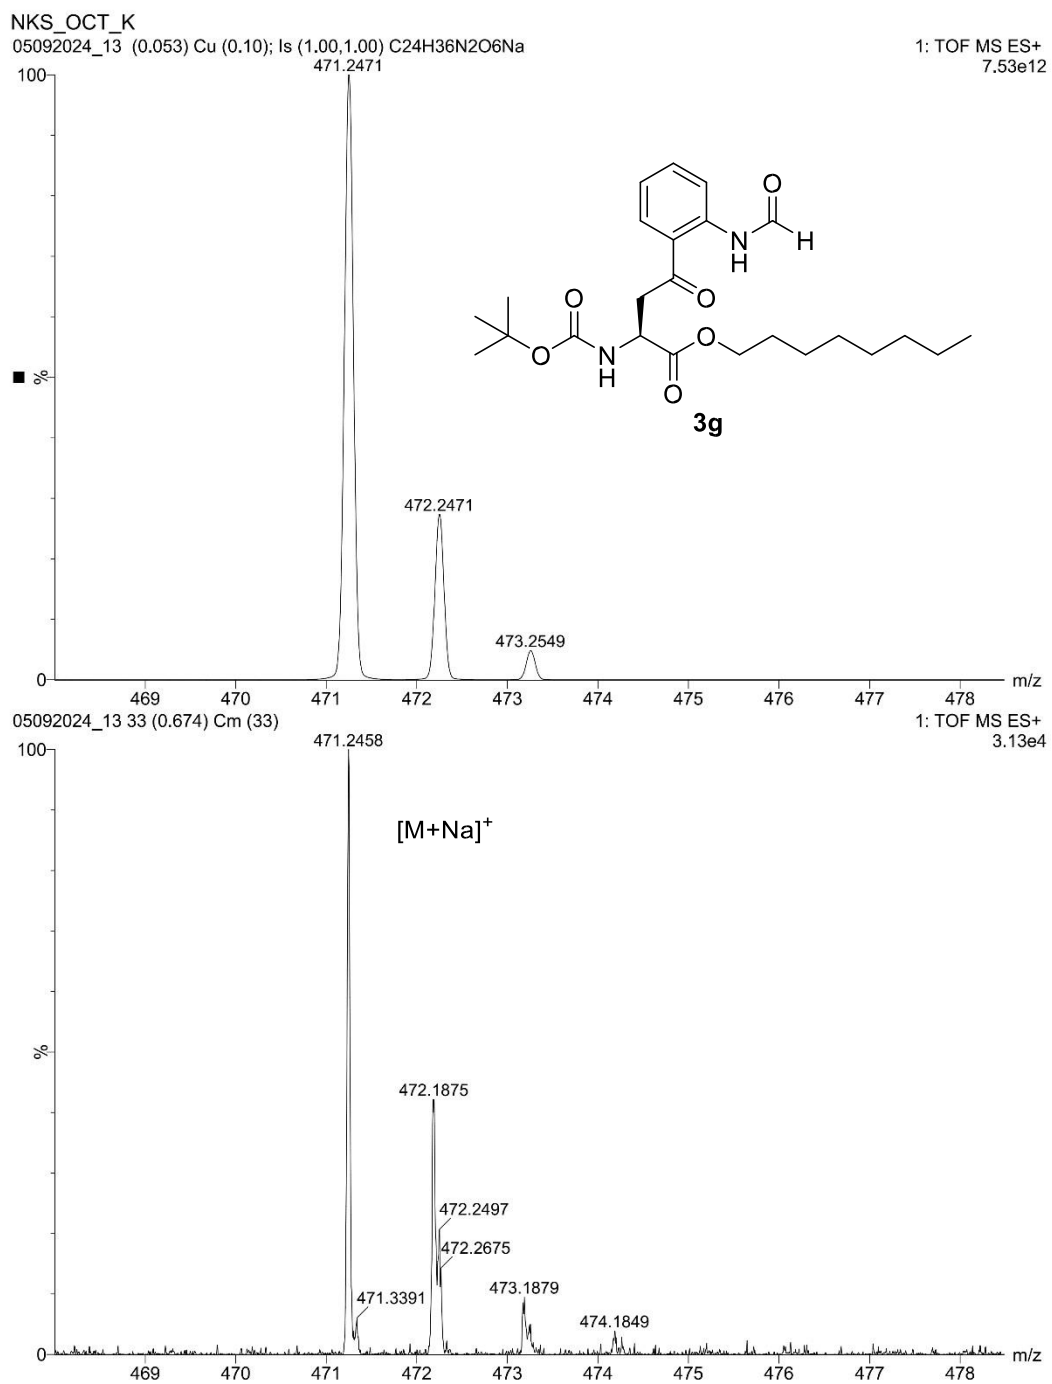 NKS_OCT_K
05092024_13 (0.053) Cu (0.10); Is (1.00,1.00) C24H36N2O6Na
1: TOF MS ES+
471.2471
7.53e12
100
O
N
H
H
O
O
O
O
N
H
O
3g
%
472.2471
473.2549
0
469 470 471 472 473 474 475 476 477 478
m/z
05092024_13 33 (0.674) Cm (33)
1: TOF MS ES+
471.2458
3.13e4
100
[M+Na]+
%
472.1875
472.2497
472.2675
473.1879
471.3391
474.1849
0
469 470 471 472 473 474 475 476 477 478
m/z